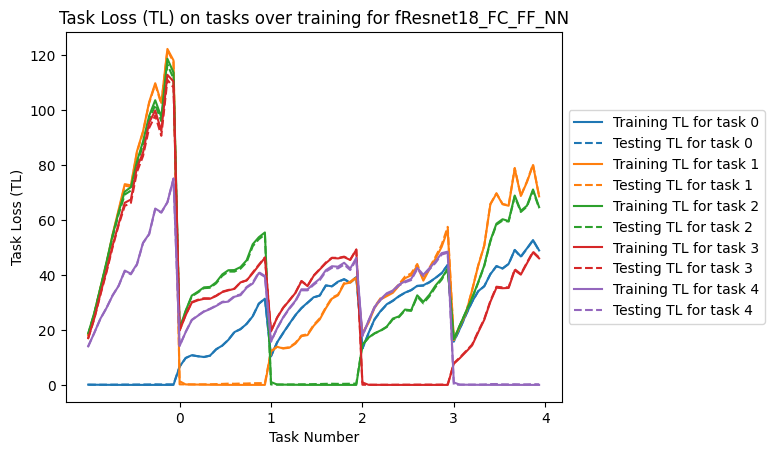 Task Loss (TL) on tasks over training for fResnet18_FC_FF_NN
120
100
80
60
40
20
0
Task Loss (TL)
0 1 2 3 4
Task Number
Training TL for task 0
Testing TL for task 0
Training TL for task 1
Testing TL for task 1
Training TL for task 2
Testing TL for task 2
Training TL for task 3
Testing TL for task 3
Training TL for task 4
Testing TL for task 4